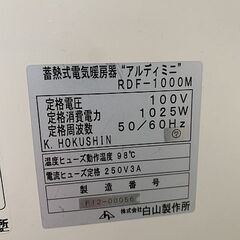 蓄熱式電気暖房器 "アルディミニ"
RDF-1000M
定格電圧 100V
定格消費電力 1025W
定格周波数 50/60Hz
K. HOKUSHIN
温度ヒューズ動作温度 98℃
電流ヒューズ定格 250V3A
製造番号
R12-00056
株式会社 白山製作所
所